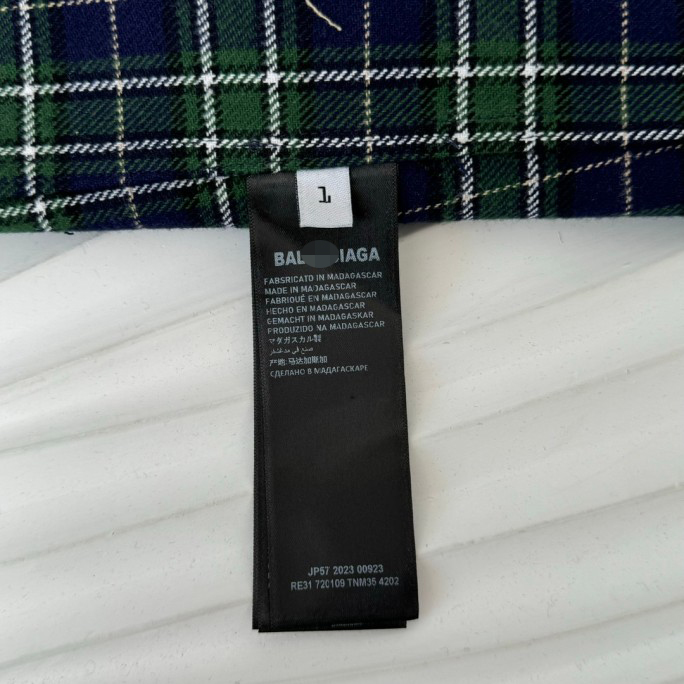 1
BAL IAGA
FABSRICATO IN MADAGASCAR
MADE IN MADAGASCAR
FABRIQUÉ EN MADAGASCAR
HECHO EN MADAGASCAR
GEMACHT IN MADAGASKAR
PRODUZIDO NA MADAGASCAR
マダガスカル製
صنع في مدغشقر
产地:马达加斯加
СДЕЛАНО В МАДАГАСКАРЕ
JP57 2023 00923
RE31 720109 TNM36 4202